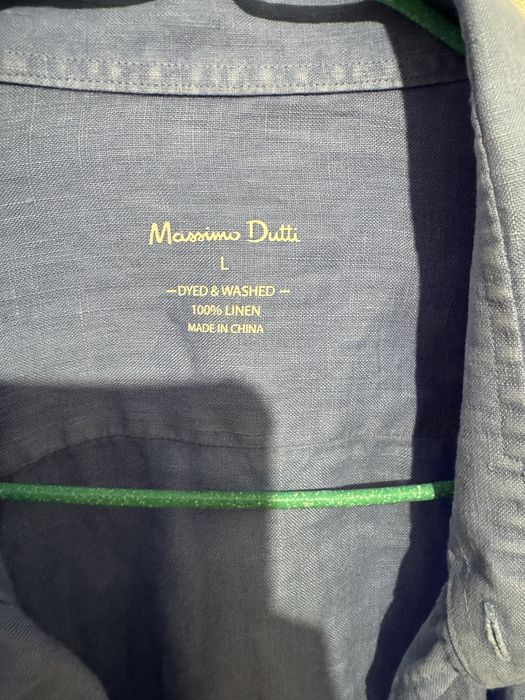 Massimo Dutti
L
–DYED & WASHED –
100% LINEN
MADE IN CHINA